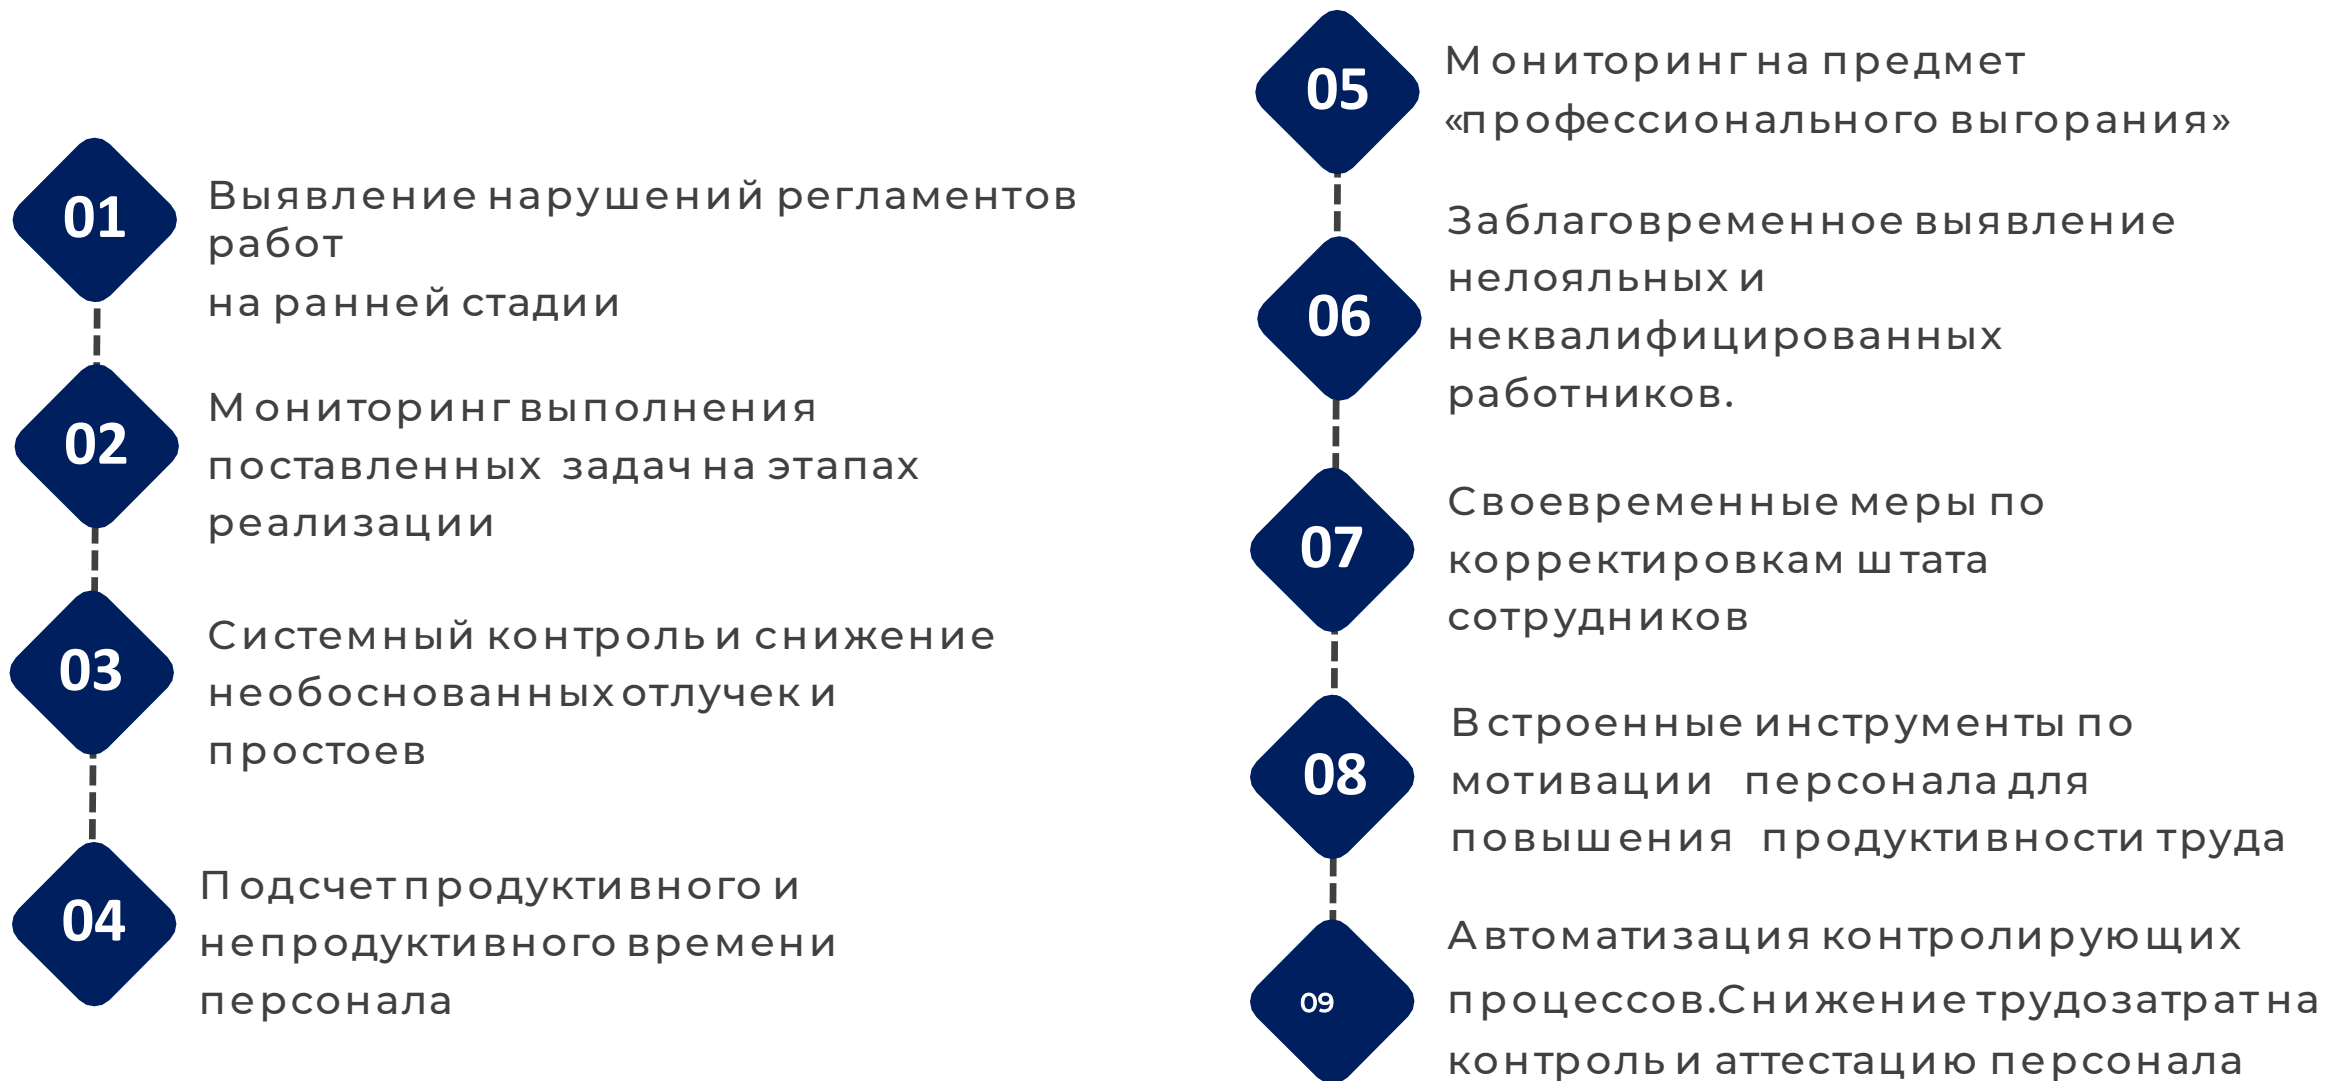 01
Выявление нарушений регламентов
работ
на ранней стадии
02
Мониторинг выполнения
поставленных задач на этапах
реализации
03
Системный контроль и снижение
необоснованных отлучек и
простоев
04
Подсчет продуктивного и
непродуктивного времени
персонала
05
Мониторинг на предмет
«профессионального выгорания»
06
Заблаговременное выявление
нелояльных и
неквалифицированных
работников.
07
Своевременные меры по
корректировкам штата
сотрудников
08
Встроенные инструменты по
мотивации персонала для
повышения продуктивности труда
09
Автоматизация контролирующих
процессов.Снижение трудозатрат на
контроль и аттестацию персонала